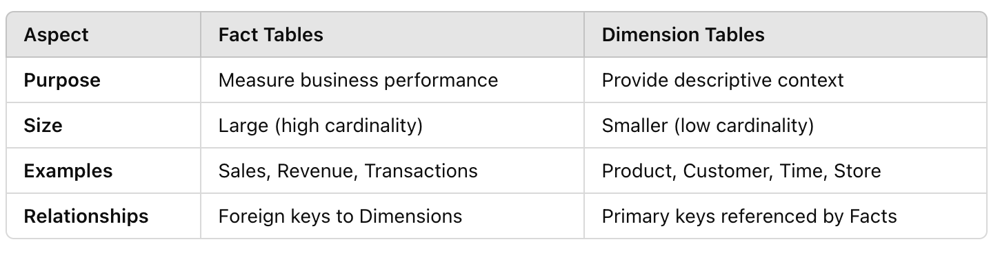 Aspect Fact Tables Dimension Tables
Purpose Measure business performance Provide descriptive context
Size Large (high cardinality) Smaller (low cardinality)
Examples Sales, Revenue, Transactions Product, Customer, Time, Store
Relationships Foreign keys to Dimensions Primary keys referenced by Facts